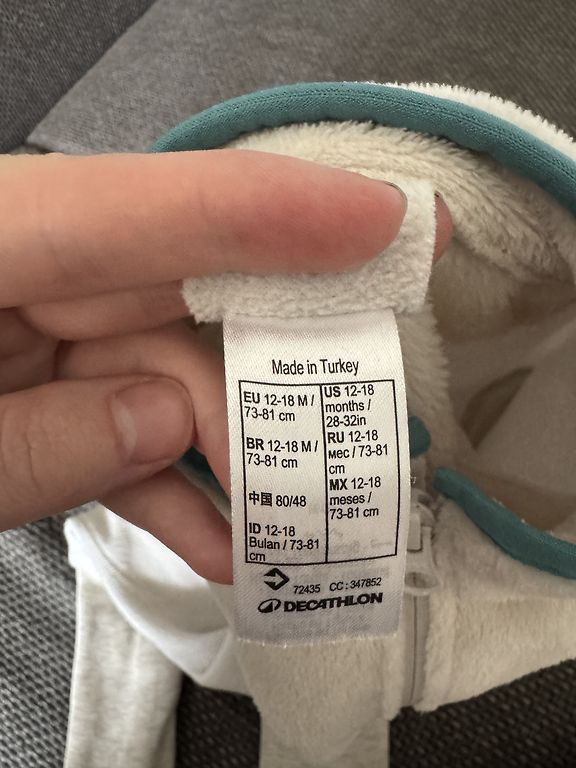 Made in Turkey
EU 12-18 M /
73-81 cm
BR 12-18 M /
73-81 cm
中国 80/48
ID 12-18
Bulan / 73-81
cm
US 12-18
months /
28-32in
RU 12-18
мес / 73-81
cm
MX 12-18
meses /
73-81 cm
72435 CC : 347852
DECATHLON